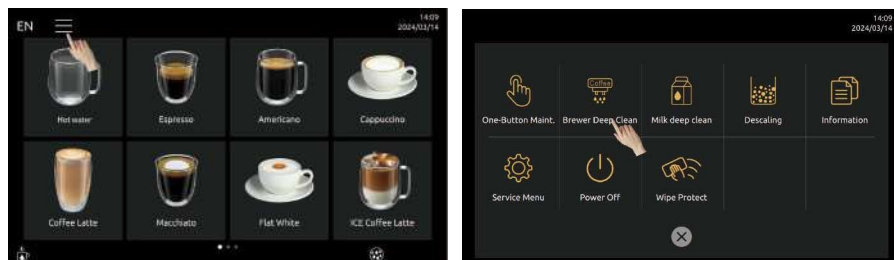 EN
14:09
2024/03/14
Hot water
Espresso
Americano
Cappuccino
Coffee Latte
Macchiato
Flat White
ICE Coffee Latte
14:09
2024/03/14
Coffee
One-Button Maint.
Brewer Deep Clean
Milk deep clean
Descaling
Information
Service Menu
Power Off
Wipe Protect